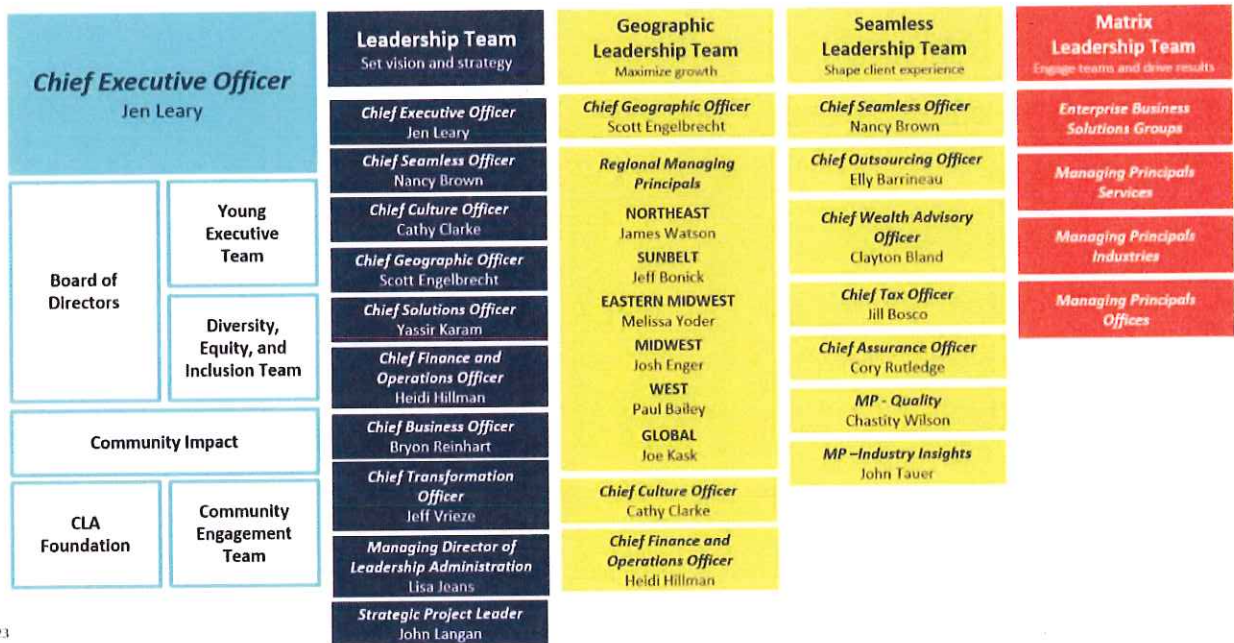 Chief Executive Officer
Jen Leary
Board of
Directors
Young
Executive
Team
Diversity,
Equity, and
Inclusion Team
Community Impact
CLA
Foundation
Community
Engagement
Team
Leadership Team
Set vision and strategy
Chief Executive Officer
Jen Leary
Chief Seamless Officer
Nancy Brown
Chief Culture Officer
Cathy Clarke
Chief Geographic Officer
Scott Engelbrecht
Chief Solutions Officer
Yassir Karam
Chief Finance and
Operations Officer
Heidi Hillman
Chief Business Officer
Bryon Reinhart
Chief Transformation
Officer
Jeff Vrieze
Managing Director of
Leadership Administration
Lisa Jeans
Strategic Project Leader
John Langan
Geographic
Leadership Team
Maximize growth
Chief Geographic Officer
Scott Engelbrecht
Regional Managing
Principals
NORTHEAST
James Watson
SUNBELT
Jeff Bonick
EASTERN MIDWEST
Melissa Yoder
MIDWEST
Josh Enger
WEST
Paul Bailey
GLOBAL
Joe Kask
Chief Culture Officer
Cathy Clarke
Chief Finance and
Operations Officer
Heidi Hillman
Seamless
Leadership Team
Shape client experience
Chief Seamless Officer
Nancy Brown
Chief Outsourcing Officer
Elly Barrineau
Chief Wealth Advisory
Officer
Clayton Bland
Chief Tax Officer
Jill Bosco
Chief Assurance Officer
Cory Rutledge
MP - Quality
Chastity Wilson
MP –Industry Insights
John Tauer
Matrix
Leadership Team
Engage teams and drive results
Enterprise Business
Solutions Groups
Managing Principals
Services
Managing Principals
Industries
Managing Principals
Offices